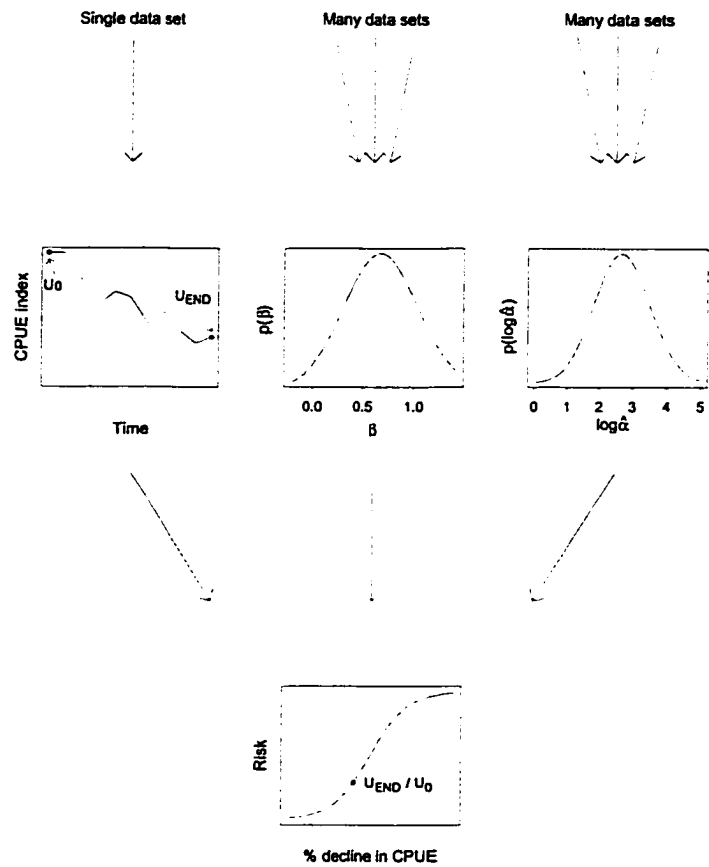 Single data set
Many data sets
Many data sets
CPUE index
U0
UEND
Time
p(β)
0.0 0.5 1.0
β
p(logα̂)
0 1 2 3 4 5
logα̂
Risk
UEND / U0
% decline in CPUE